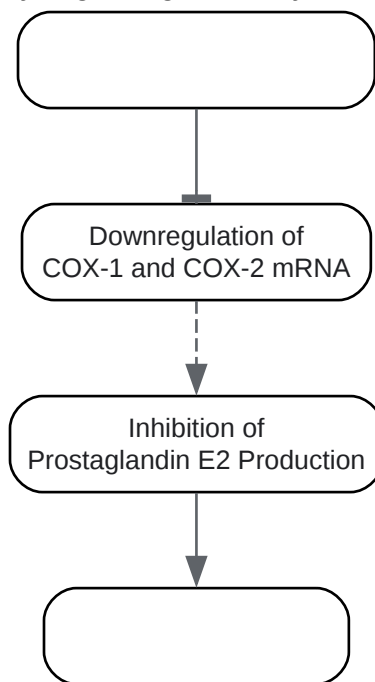 Downregulation of
COX-1 and COX-2 mRNA
Inhibition of
Prostaglandin E2 Production